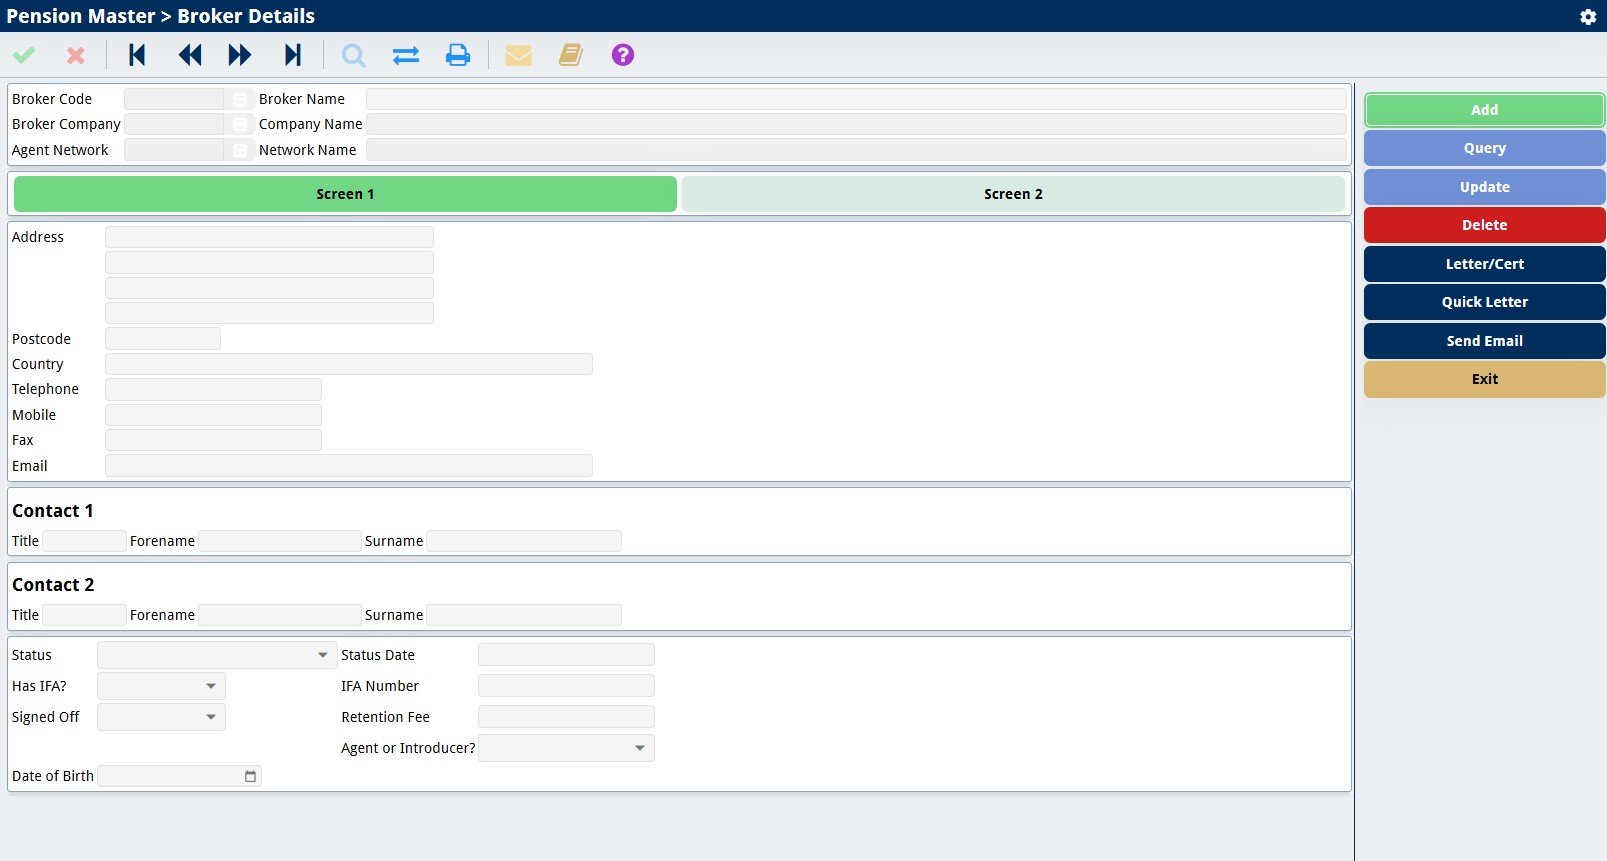 Pension Master > Broker Details
?
Broker Code Broker Name
Broker Company Company Name
Agent Network Network Name
Screen 1 Screen 2
Address
Postcode
Country
Telephone
Mobile
Fax
Email
Contact 1
Title Forename Surname
Contact 2
Title Forename Surname
Status Status Date
Has IFA? IFA Number
Signed Off Retention Fee
Agent or Introducer?
Date of Birth
Add
Query
Update
Delete
Letter/Cert
Quick Letter
Send Email
Exit